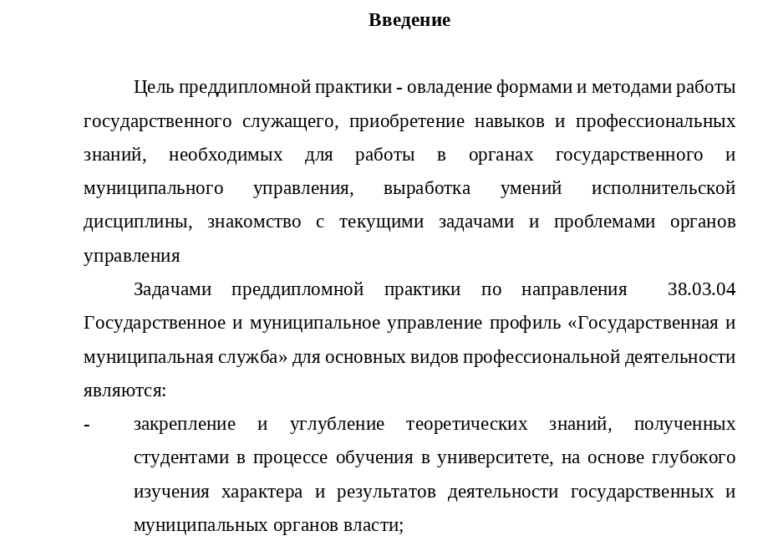 Введение
Цель преддипломной практики - овладение формами и методами работы
государственного служащего, приобретение навыков и профессиональных
знаний, необходимых для работы в органах государственного и
муниципального управления, выработка умений исполнительской
дисциплины, знакомство с текущими задачами и проблемами органов
управления
Задачами преддипломной практики по направления 38.03.04
Государственное и муниципальное управление профиль «Государственная и
муниципальная служба» для основных видов профессиональной деятельности
являются:
- закрепление и углубление теоретических знаний, полученных
студентами в процессе обучения в университете, на основе глубокого
изучения характера и результатов деятельности государственных и
муниципальных органов власти;